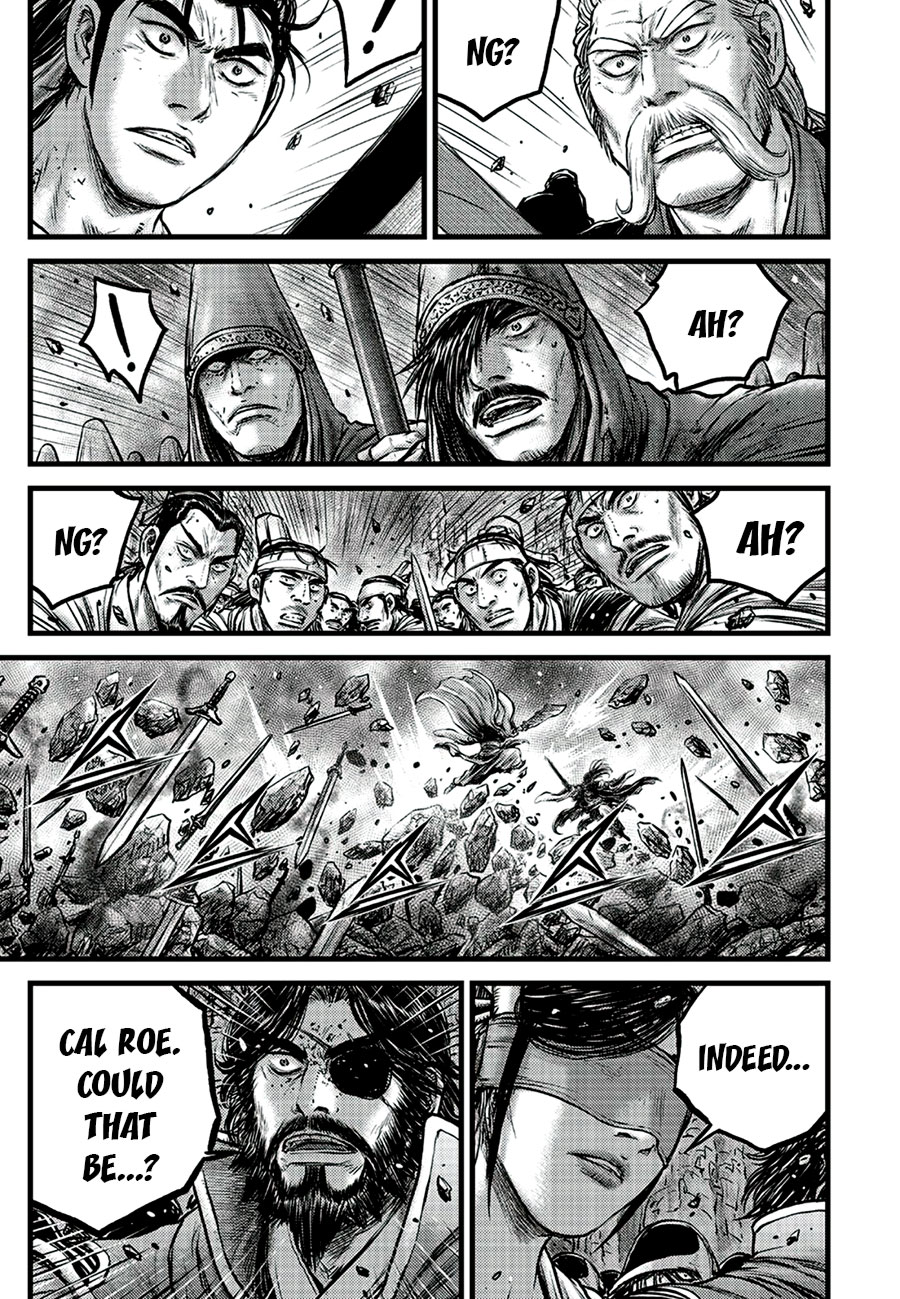 !
NG?
!
AH?
NG?
AH?
CAL ROE.
COULD
THAT
BE...?
INDEED...